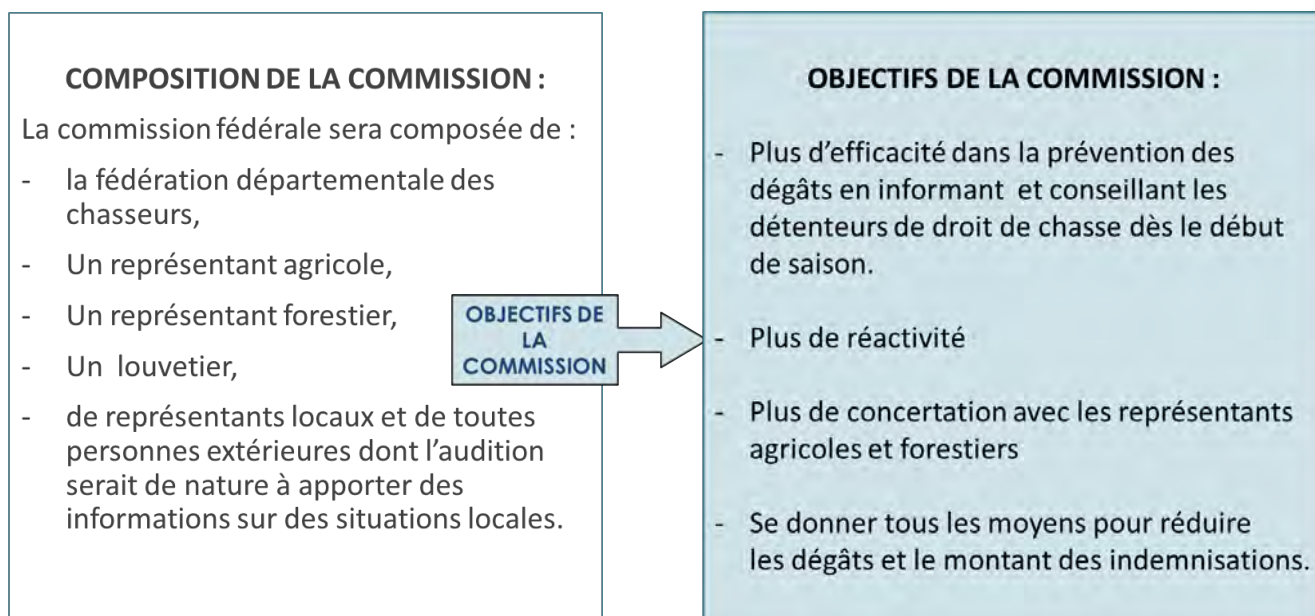 COMPOSITION DE LA COMMISSION :
La commission fédérale sera composée de :
- la fédération départementale des
chasseurs,
- Un représentant agricole,
- Un représentant forestier,
- Un louvetier,
- de représentants locaux et de toutes
personnes extérieures dont l’audition
serait de nature à apporter des
informations sur des situations locales.
OBJECTIFS DE
LA
COMMISSION
OBJECTIFS DE LA COMMISSION :
- Plus d’efficacité dans la prévention des
dégâts en informant et conseillant les
détenteurs de droit de chasse dès le début
de saison.
- Plus de réactivité
- Plus de concertation avec les représentants
agricoles et forestiers
- Se donner tous les moyens pour réduire
les dégâts et le montant des indemnisations.